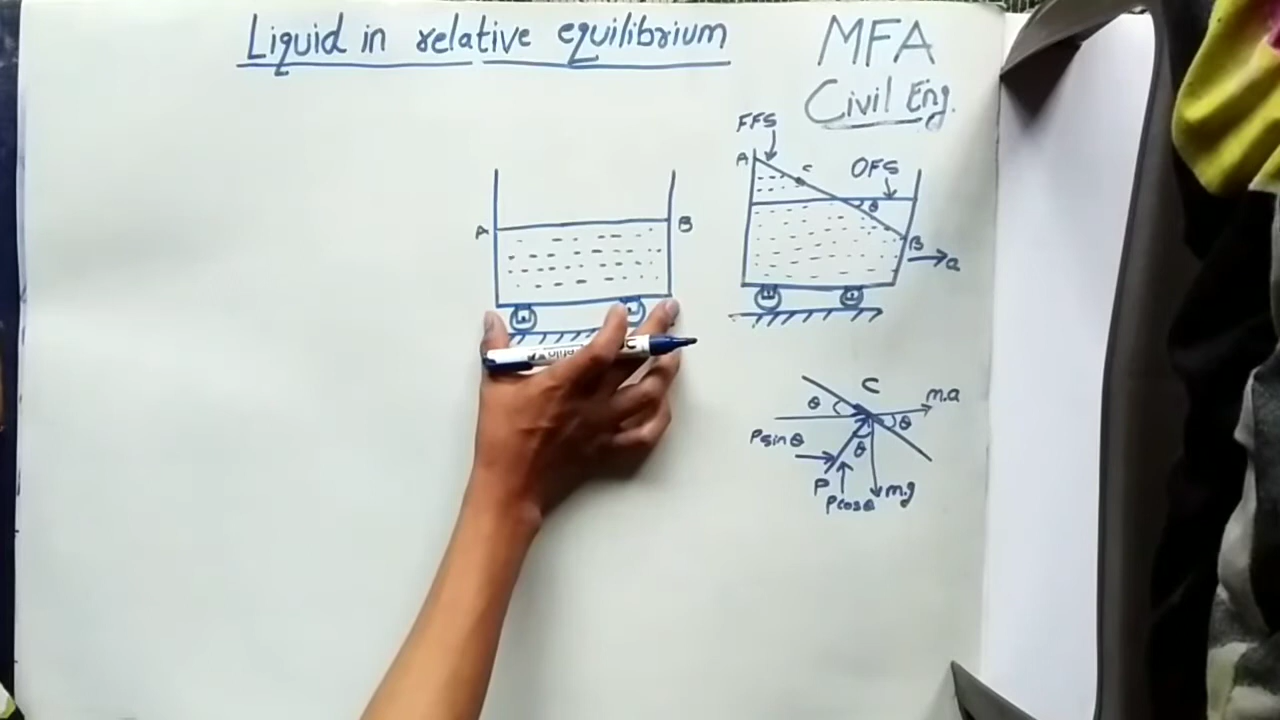 Liquid in relative equilibrium
MFA
Civil Eng.
FFS
OFS
A
C
θ
B
a
A
B
C
m.a
θ
θ
Psinθ
θ
P
m.g
Pcosθ